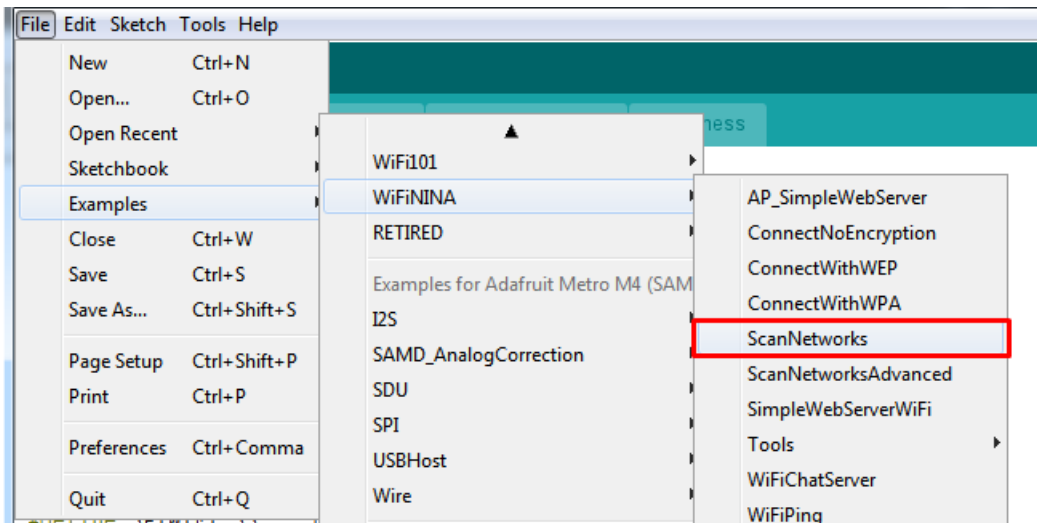 File Edit Sketch Tools Help
New Ctrl+N
Open... Ctrl+O
Open Recent
Sketchbook
Examples
Close Ctrl+W
Save Ctrl+S
Save As... Ctrl+Shift+S
Page Setup Ctrl+Shift+P
Print Ctrl+P
Preferences Ctrl+Comma
Quit Ctrl+Q
ness
WiFi101
WiFiNINA
RETIRED
Examples for Adafruit Metro M4 (SAM
I2S
SAMD_AnalogCorrection
SDU
SPI
USBHost
Wire
AP_SimpleWebServer
ConnectNoEncryption
ConnectWithWEP
ConnectWithWPA
ScanNetworks
ScanNetworksAdvanced
SimpleWebServerWiFi
Tools
WiFiChatServer
WiFiPing